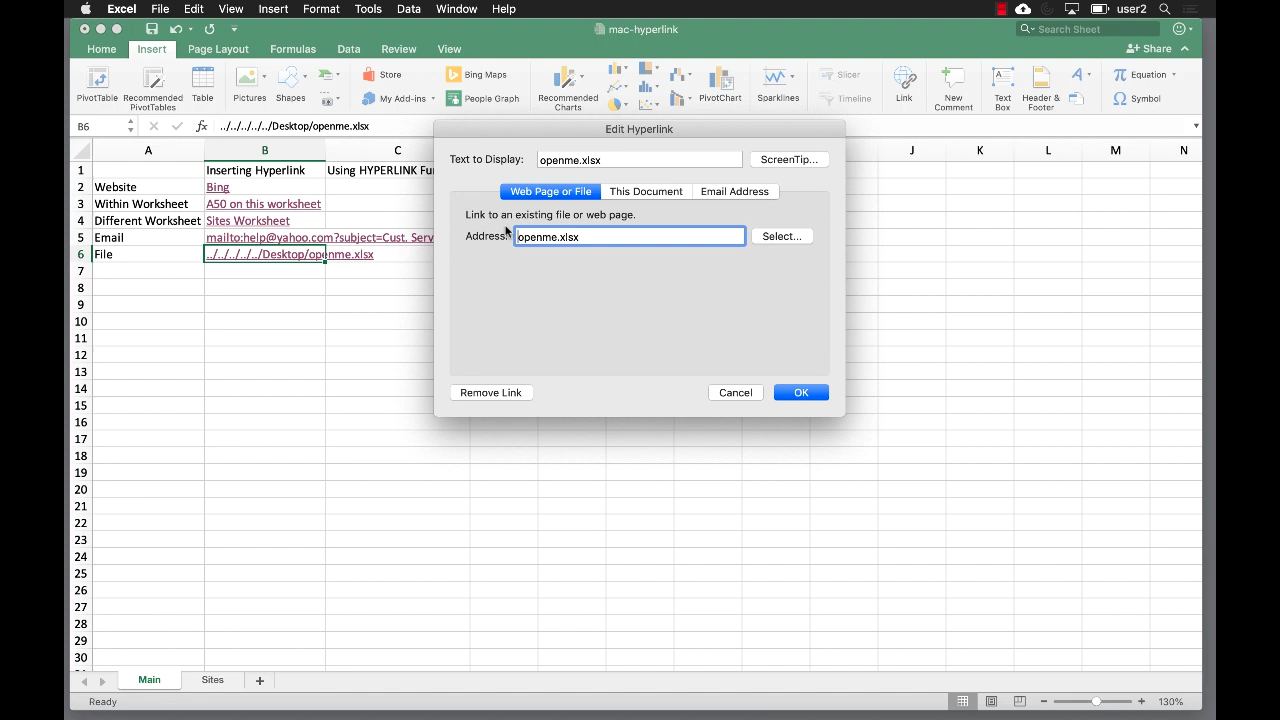 Excel File Edit View Insert Format Tools Data Window Help user2
mac-hyperlink
Search Sheet
Home Insert Page Layout Formulas Data Review View
Share
PivotTable
Recommended
PivotTables
Table
Pictures
Shapes
Store
My Add-ins
Bing Maps
People Graph
Recommended
Charts
PivotChart
Sparklines
Slicer
Timeline
Link
New
Comment
Text
Box
Header &
Footer
A
Equation
Symbol
B6 fx ../../../../../Desktop/openme.xlsx
A B C J K L M N
1 Inserting Hyperlink Using HYPERLINK Fu
2 Website Bing
3 Within Worksheet A50 on this worksheet
4 Different Worksheet Sites Worksheet
5 Email mailto:help@yahoo.com?subject=Cust. Serv
6 File ../../../../../Desktop/openme.xlsx
7
8
9
10
11
12
13
14
15
16
17
18
19
20
21
22
23
24
25
26
27
28
29
30
Edit Hyperlink
Text to Display: openme.xlsx ScreenTip...
Web Page or File This Document Email Address
Link to an existing file or web page.
Address: openme.xlsx Select...
Remove Link Cancel OK
Main Sites +
Ready 130%